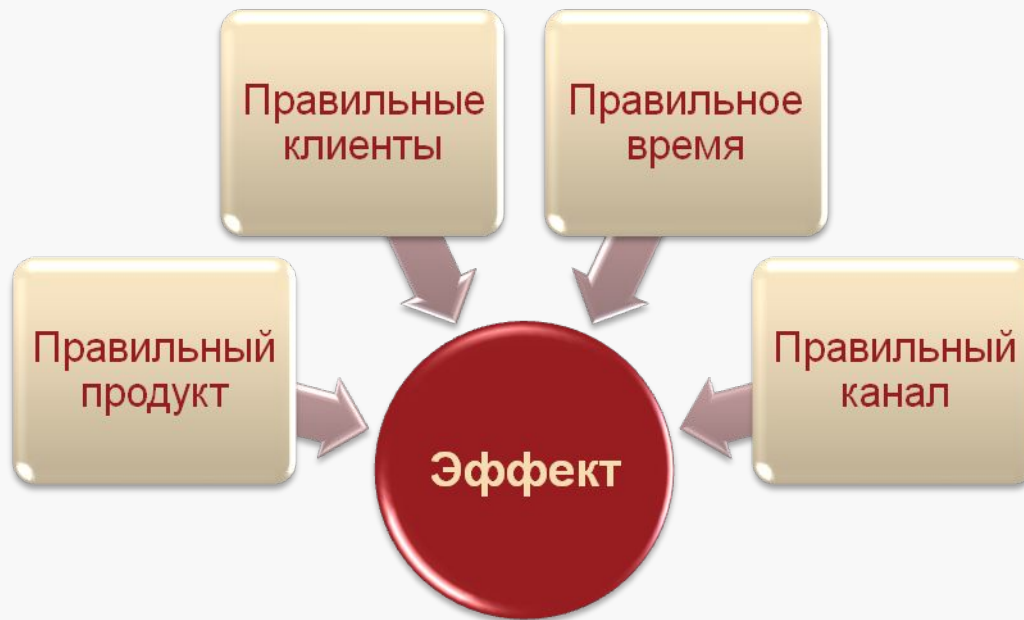 Правильные
клиенты
Правильное
время
Правильный
продукт
Правильный
канал
Эффект